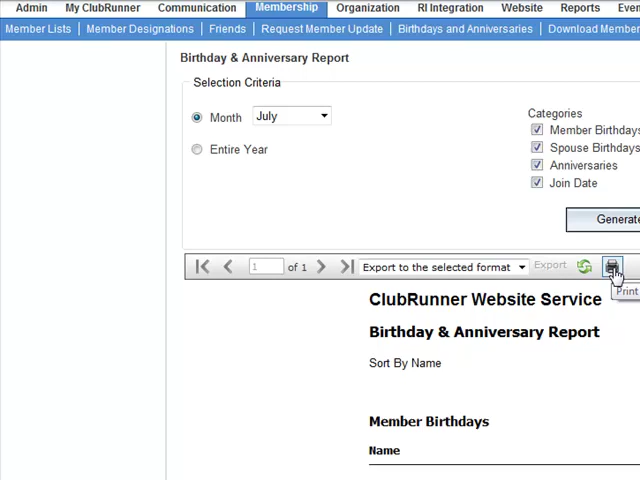 Admin My ClubRunner Communication Membership Organization RI Integration Website Reports
Member Lists Member Designations Friends Request Member Update Birthdays and Anniversaries Download Member
Birthday & Anniversary Report
Selection Criteria
Month July
Entire Year
Categories
Member Birthdays
Spouse Birthdays
Anniversaries
Join Date
Generate
1 of 1 Export to the selected format Export
Print
ClubRunner Website Service
Birthday & Anniversary Report
Sort By Name
Member Birthdays
Name